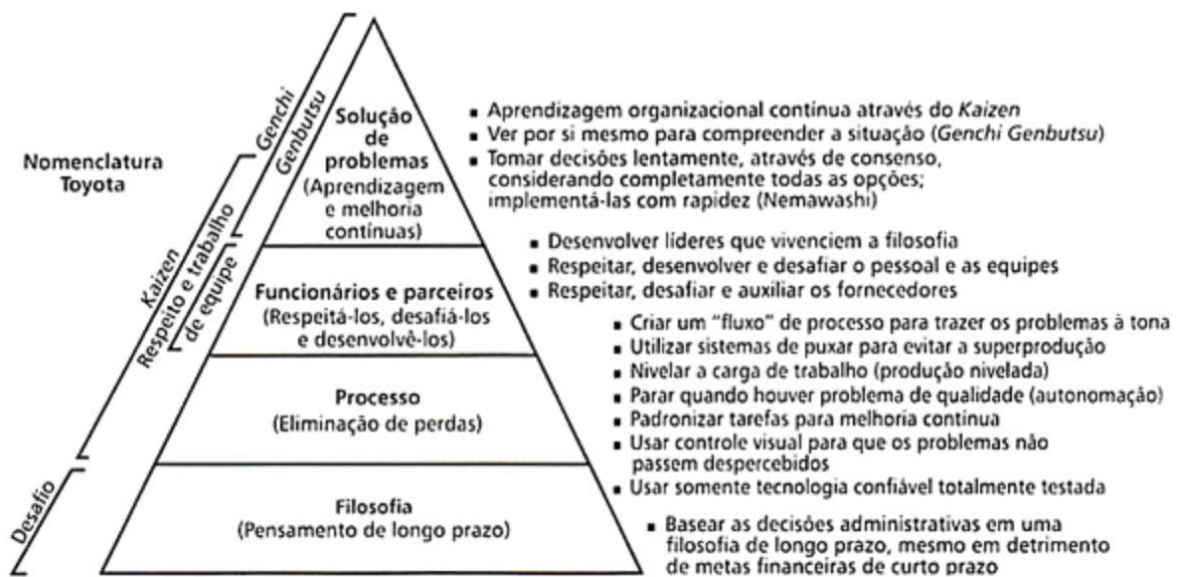 Nomenclatura
Toyota
Genchi
Genbutsu
Kaizen
Respeito e trabalho
de equipe
Desafio
Solução
de
problemas
(Aprendizagem
e melhoria
contínuas)
▪ Aprendizagem organizacional contínua através do Kaizen
▪ Ver por si mesmo para compreender a situação (Genchi Genbutsu)
▪ Tomar decisões lentamente, através de consenso,
considerando completamente todas as opções;
implementá-las com rapidez (Nemawashi)
Funcionários e parceiros
(Respeitá-los, desafiá-los
e desenvolvê-los)
▪ Desenvolver líderes que vivenciem a filosofia
▪ Respeitar, desenvolver e desafiar o pessoal e as equipes
▪ Respeitar, desafiar e auxiliar os fornecedores
Processo
(Eliminação de perdas)
▪ Criar um "fluxo" de processo para trazer os problemas à tona
▪ Utilizar sistemas de puxar para evitar a superprodução
▪ Nivelar a carga de trabalho (produção nivelada)
▪ Parar quando houver problema de qualidade (autonomação)
▪ Padronizar tarefas para melhoria contínua
▪ Usar controle visual para que os problemas não
passem despercebidos
▪ Usar somente tecnologia confiável totalmente testada
Filosofia
(Pensamento de longo prazo)
▪ Basear as decisões administrativas em uma
filosofia de longo prazo, mesmo em detrimento
de metas financeiras de curto prazo